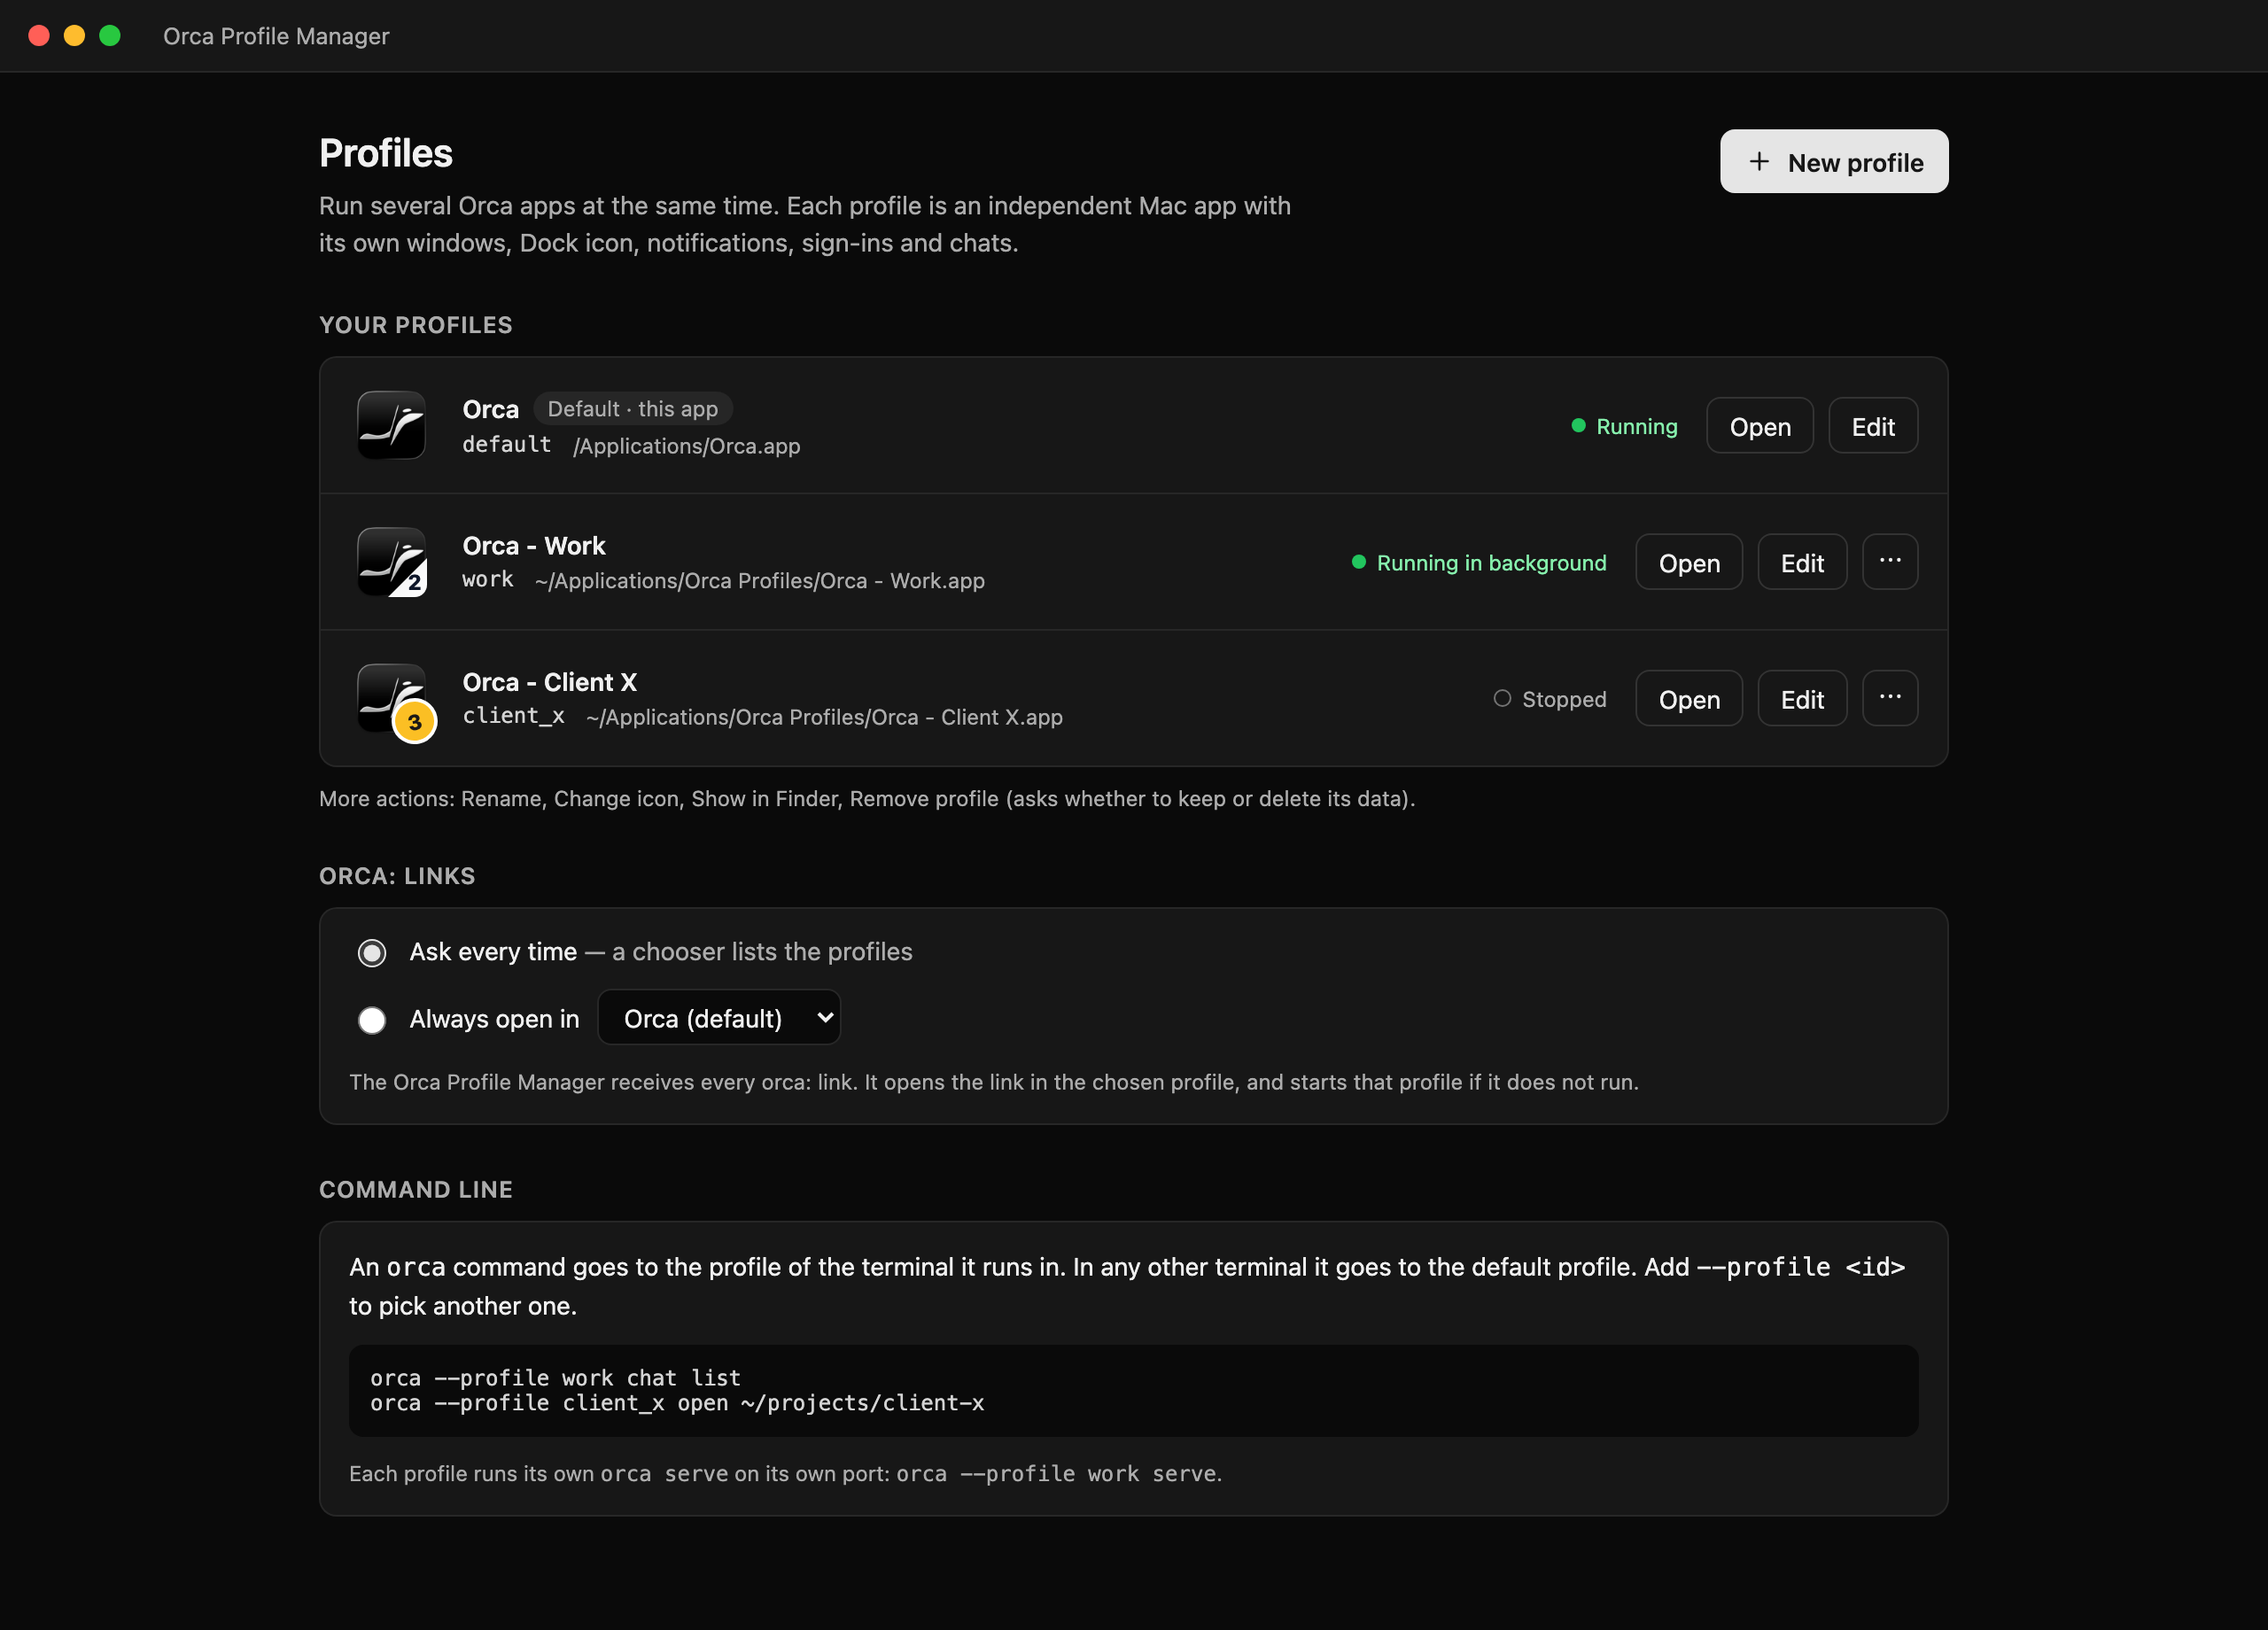 Orca Profile Manager
Profiles
+ New profile
Run several Orca apps at the same time. Each profile is an independent Mac app with
its own windows, Dock icon, notifications, sign-ins and chats.
YOUR PROFILES
Orca Default · this app
default /Applications/Orca.app
Running Open Edit
Orca - Work
work ~/Applications/Orca Profiles/Orca - Work.app
2
Running in background Open Edit ···
Orca - Client X
client_x ~/Applications/Orca Profiles/Orca - Client X.app
3
Stopped Open Edit ···
More actions: Rename, Change icon, Show in Finder, Remove profile (asks whether to keep or delete its data).
ORCA: LINKS
Ask every time — a chooser lists the profiles
Always open in Orca (default)
The Orca Profile Manager receives every orca: link. It opens the link in the chosen profile, and starts that profile if it does not run.
COMMAND LINE
An orca command goes to the profile of the terminal it runs in. In any other terminal it goes to the default profile. Add --profile <id>
to pick another one.
orca --profile work chat list
orca --profile client_x open ~/projects/client-x
Each profile runs its own orca serve on its own port: orca --profile work serve.